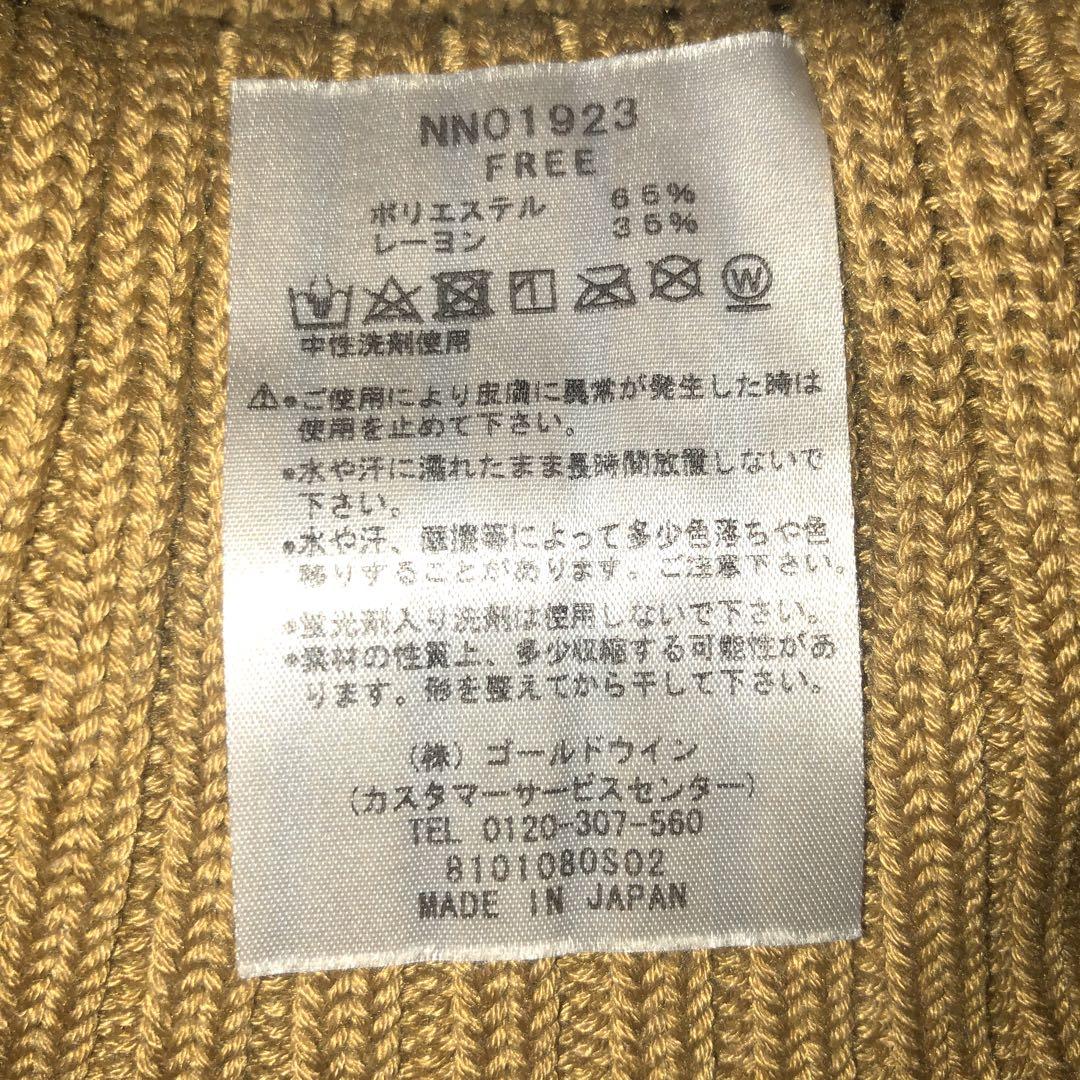 NN01923
FREE
ポリエステル 65%
レーヨン 35%
W
中性洗剤使用
⚠•ご使用により皮膚に異常が発生した時は
使用を止めて下さい。
•水や汗に濡れたまま長時間放置しないで
下さい。
•水や汗、摩擦等によって多少色落ちや色
移りすることがあります。ご注意下さい。
•蛍光剤入り洗剤は使用しないで下さい。
•素材の性質上、多少収縮する可能性があ
ります。形を整えてから干して下さい。
(株)ゴールドウイン
(カスタマーサービスセンター)
TEL 0120-307-560
8101080S02
MADE IN JAPAN